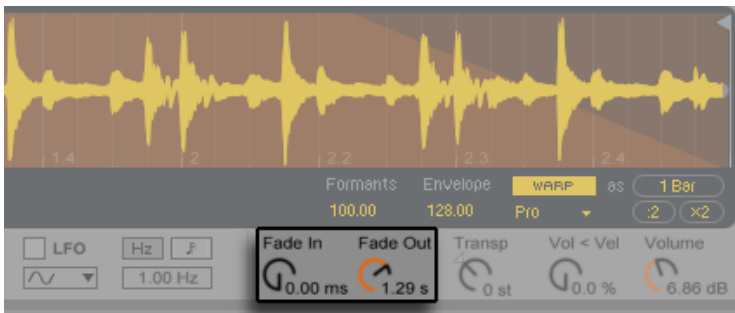 1.4 2 2.2 2.3 2.4
Formants Envelope WARP as 1 Bar
100.00 128.00 Pro :2 ×2
LFO Hz Fade In Fade Out Transp Vol < Vel Volume
1.00 Hz 0.00 ms 1.29 s 0 st 0.0 % 6.86 dB